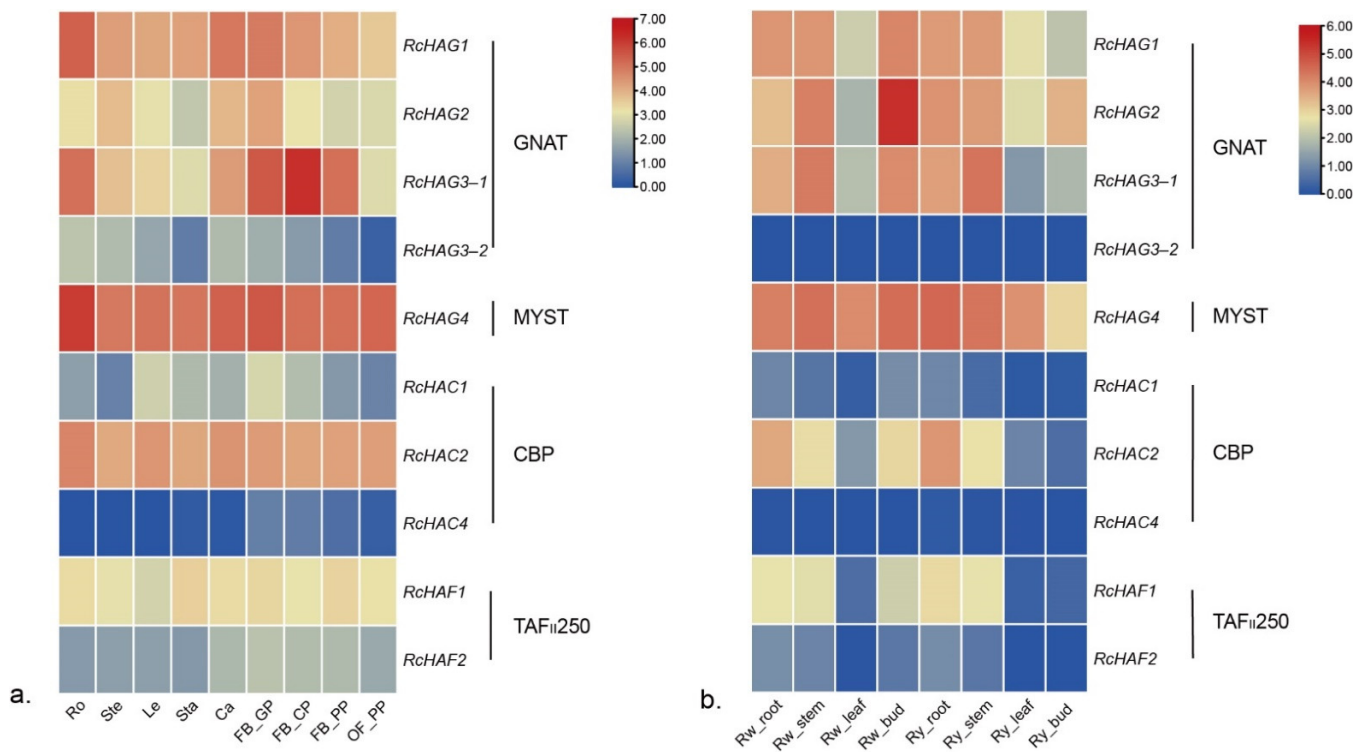 RcHAG1
RcHAG2
RcHAG3–1
RcHAG3–2
RcHAG4
RcHAC1
RcHAC2
RcHAC4
RcHAF1
RcHAF2
GNAT
MYST
CBP
TAFII250
7.00
6.00
5.00
4.00
3.00
2.00
1.00
0.00
a.
Ro
Ste
Le
Sta
Ca
FB_GP
FB_CP
FB_PP
OF_PP
RcHAG1
RcHAG2
RcHAG3–1
RcHAG3–2
RcHAG4
RcHAC1
RcHAC2
RcHAC4
RcHAF1
RcHAF2
GNAT
MYST
CBP
TAFII250
6.00
5.00
4.00
3.00
2.00
1.00
0.00
b.
Rw_root
Rw_stem
Rw_leaf
Rw_bud
Ry_root
Ry_stem
Ry_leaf
Ry_bud